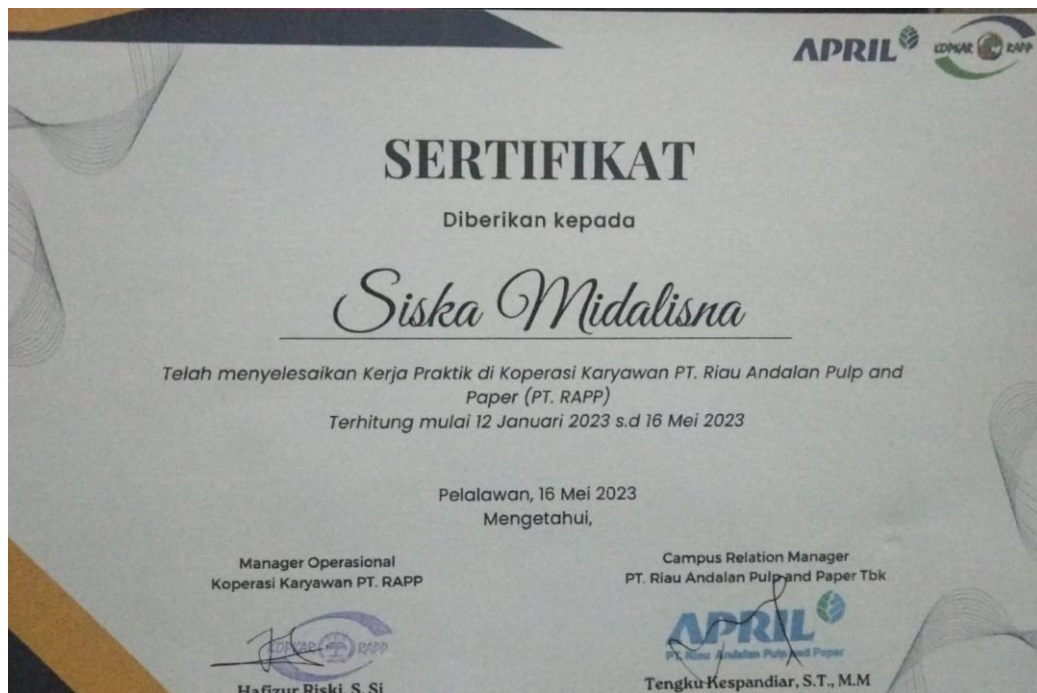 APRIL
KOPKAR RAPP
SERTIFIKAT
Diberikan kepada
Siska Midalisna
Telah menyelesaikan Kerja Praktik di Koperasi Karyawan PT. Riau Andalan Pulp and
Paper (PT. RAPP)
Terhitung mulai 12 Januari 2023 s.d 16 Mei 2023
Pelalawan, 16 Mei 2023
Mengetahui,
Manager Operasional
Koperasi Karyawan PT. RAPP
KOPKAR RAPP
Hafizur Riski, S. Si
Campus Relation Manager
PT. Riau Andalan Pulp and Paper Tbk
APRIL
PT. Riau Andalan Pulp and Paper
Tengku Kespandiar, S.T., M.M